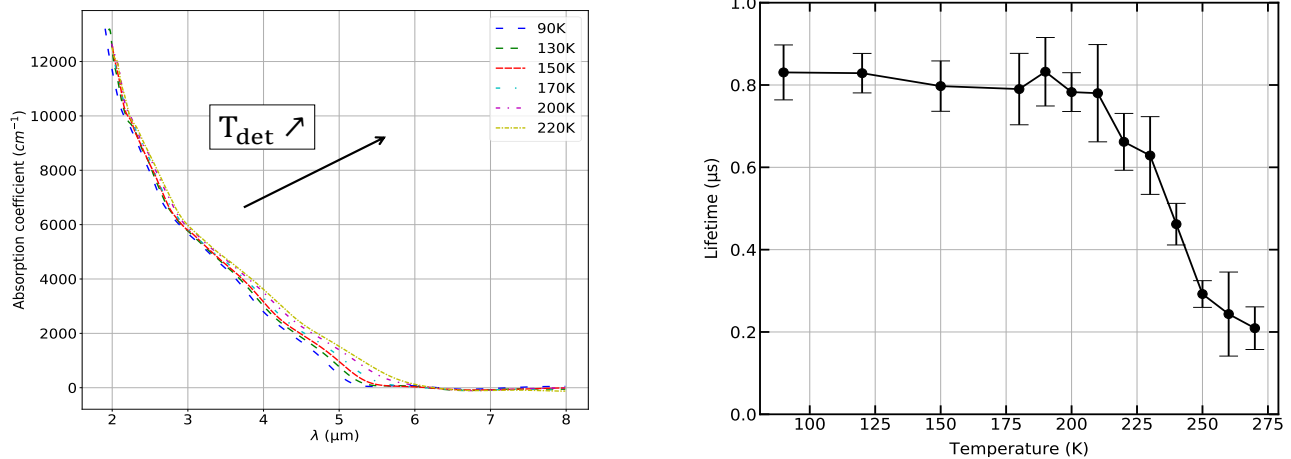 12000
10000
8000
6000
4000
2000
0
Absorption coefficient (cm⁻¹)
2
3
4
5
6
7
8
λ (μm)
T_det ↗
90K
130K
150K
170K
200K
220K
1.0
0.8
0.6
0.4
0.2
0.0
Lifetime (μs)
100
125
150
175
200
225
250
275
Temperature (K)